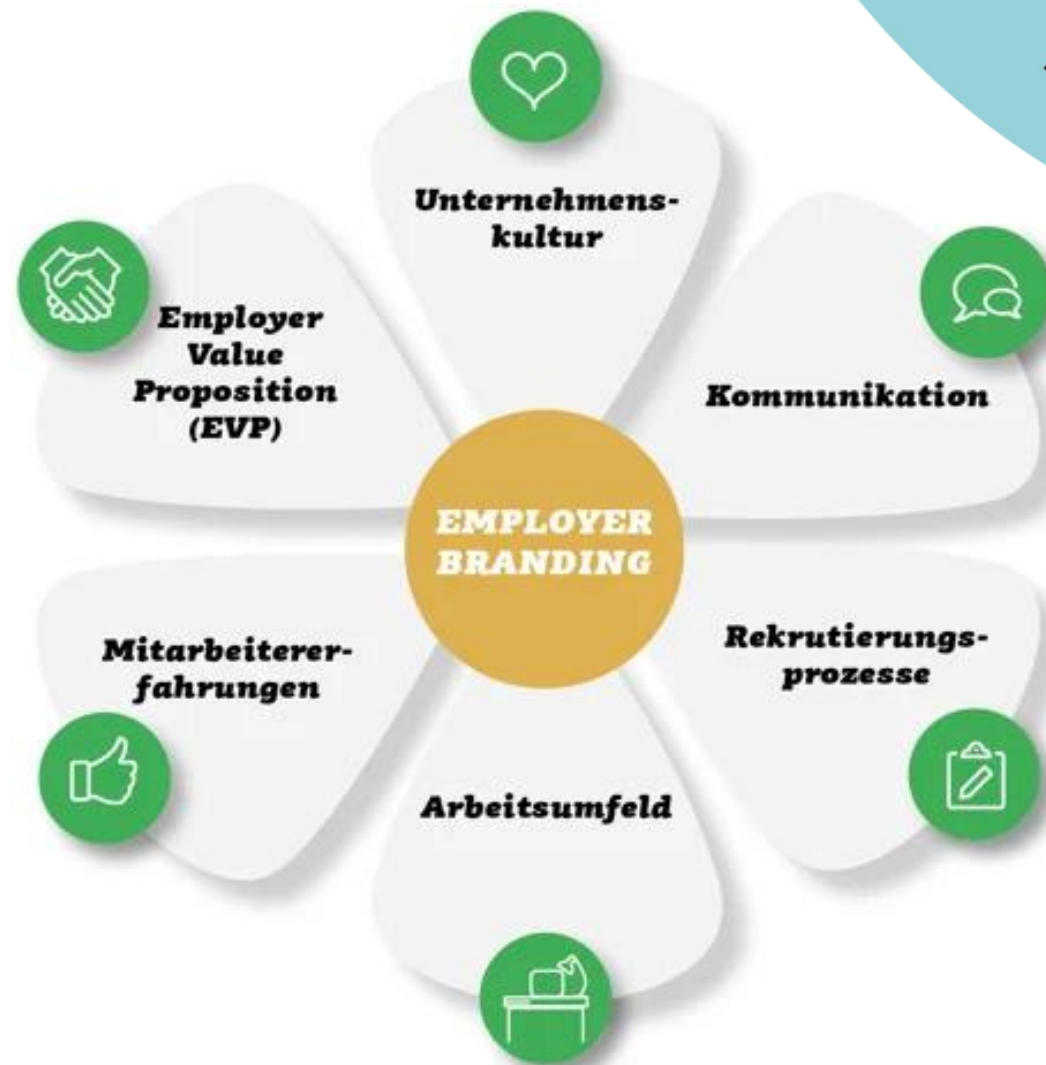 Unternehmens-
kultur
Employer
Value
Proposition
(EVP)
Kommunikation
EMPLOYER
BRANDING
Mitarbeiterer-
fahrungen
Rekrutierungs-
prozesse
Arbeitsumfeld